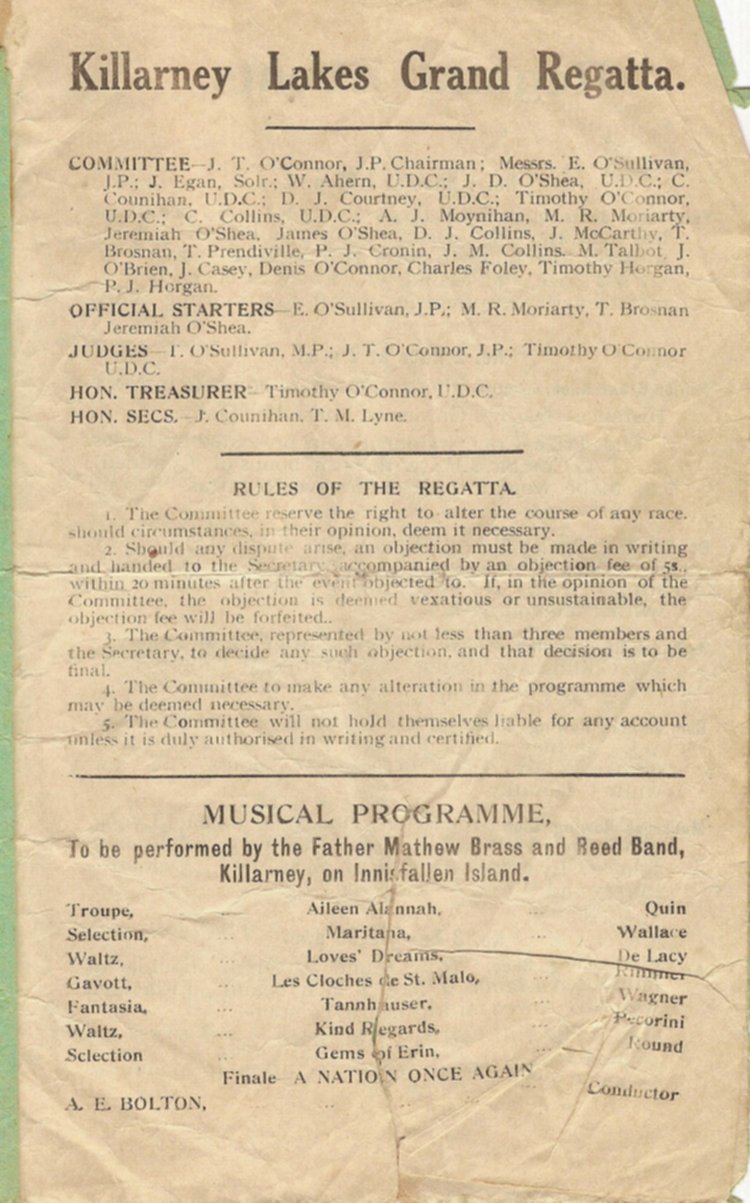 Killarney Lakes Grand Regatta.
COMMITTEE—J. T. O'Connor, J.P. Chairman; Messrs. E. O'Sullivan,
J.P.; J. Egan, Solr.; W. Ahern, U.D.C.; J. D. O'Shea, U.D.C.; C.
Counihan, U.D.C.; D. J. Courtney, U.D.C.; Timothy O'Connor,
U.D.C.; C. Collins, U.D.C.; A. J. Moynihan, M. R. Moriarty,
Jeremiah O'Shea, James O'Shea, D. J. Collins, J. McCarthy, T.
Brosnan, T. Prendiville, P. J. Cronin, J. M. Collins. M. Talbot, J.
O'Brien, J. Casey, Denis O'Connor, Charles Foley, Timothy Horgan,
P. J. Horgan.
OFFICIAL STARTERS—E. O'Sullivan, J.P.; M. R. Moriarty, T. Brosnan
Jeremiah O'Shea.
JUDGES— O'Sullivan, M.P.; J. T. O'Connor, J.P.; Timothy O'Connor
U.D.C.
HON. TREASURER—Timothy O'Connor, U.D.C.
HON. SECS.—J. Counihan, T. M. Lyne.
RULES OF THE REGATTA.
1. The Committee reserve the right to alter the course of any race.
should circumstances, in their opinion, deem it necessary.
2. Should any dispute arise, an objection must be made in writing
and handed to the Secretary accompanied by an objection fee of 5s.,
within 20 minutes after the event objected to. If, in the opinion of the
Committee, the objection is deemed vexatious or unsustainable, the
objection fee will be forfeited..
3. The Committee, represented by not less than three members and
the Secretary, to decide any such objection, and that decision is to be
final.
4. The Committee to make any alteration in the programme which
may be deemed necessary.
5. The Committee will not hold themselves liable for any account
unless it is duly authorised in writing and certified.
MUSICAL PROGRAMME,
To be performed by the Father Mathew Brass and Reed Band,
Killarney, on Innisfallen Island.
Troupe, ... Aileen Alannah, ... Quin
Selection, ... Maritana, ... Wallace
Waltz, ... Loves' Dreams, ... De Lacy
Gavott, ... Les Cloches de St. Malo, ... Rimmer
Fantasia, ... Tannhauser, ... Wagner
Waltz, ... Kind Regards, ... Pecorini
Selection ... Gems of Erin, ... Round
Finale A NATION ONCE AGAIN
A. E. BOLTON, ... Conductor